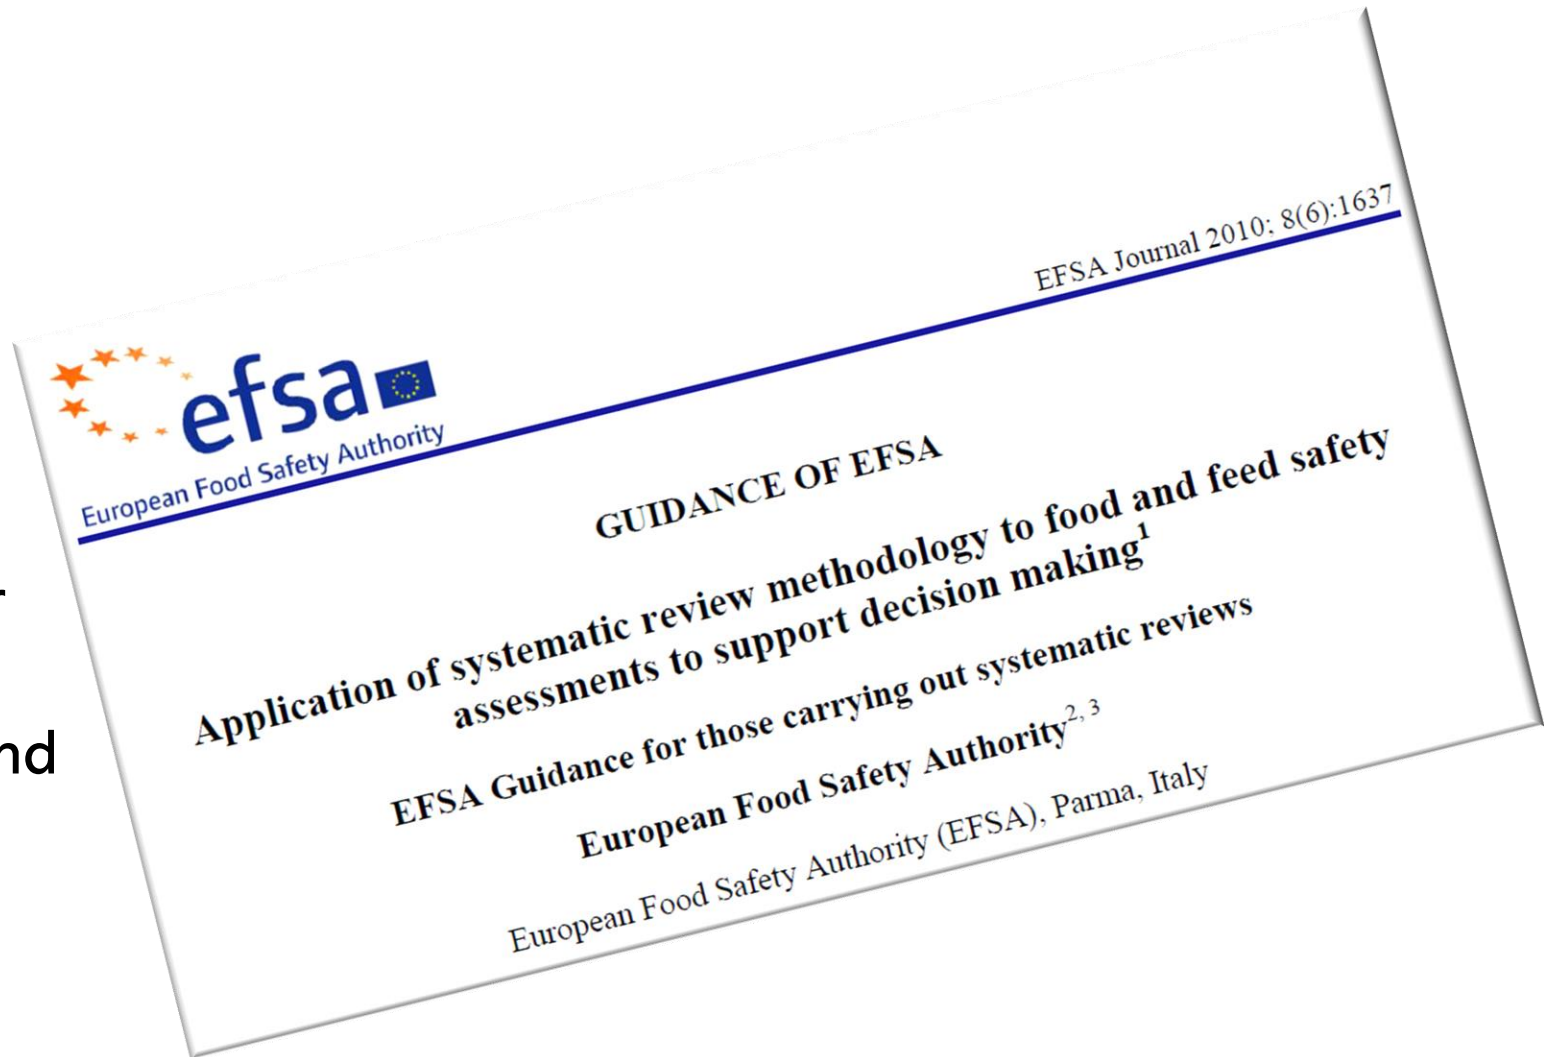 EFSA Journal 2010; 8(6):1637
efsa
European Food Safety Authority
GUIDANCE OF EFSA
Application of systematic review methodology to food and feed safety
assessments to support decision making1
EFSA Guidance for those carrying out systematic reviews
European Food Safety Authority2, 3
European Food Safety Authority (EFSA), Parma, Italy